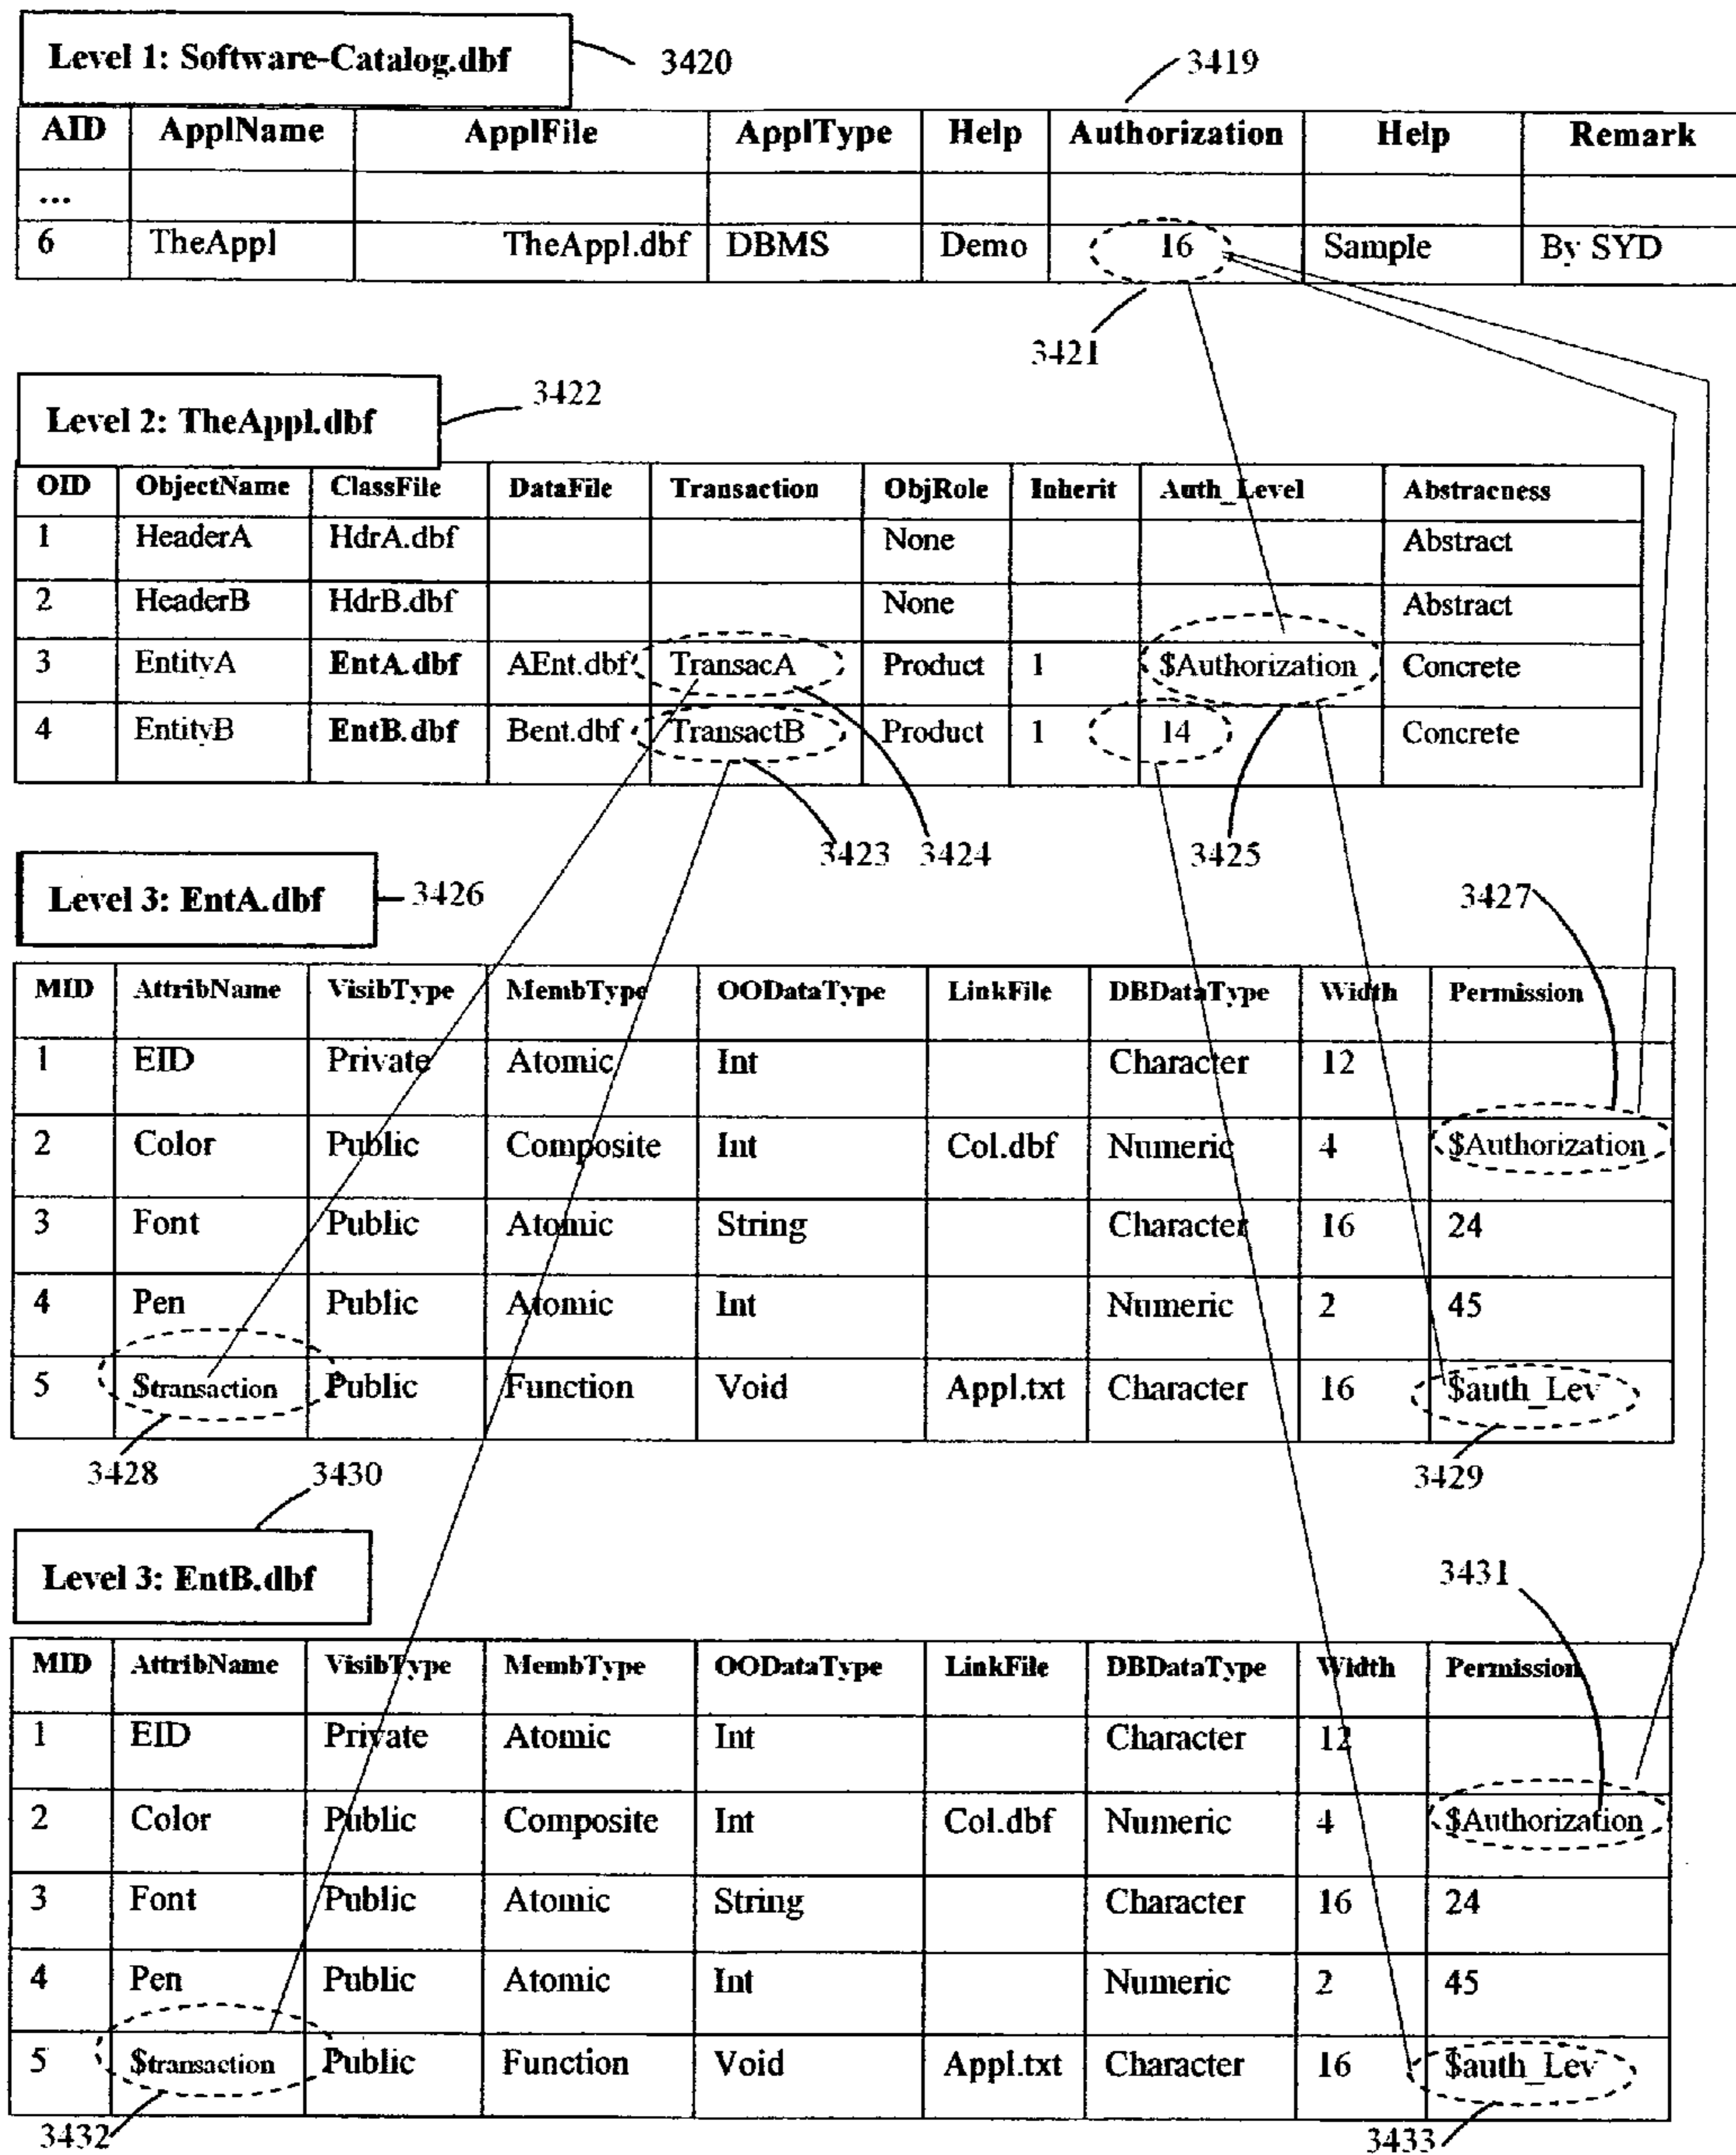 Level 1: Software-Catalog.dbf 3420 3419
AID ApplName ApplFile ApplType Help Authorization Help Remark
...
6 TheAppl TheAppl.dbf DBMS Demo 16 Sample By SYD
3421
Level 2: TheAppl.dbf 3422
OID ObjectName ClassFile DataFile Transaction ObjRole Inherit Auth_Level Abstracness
1 HeaderA HdrA.dbf None Abstract
2 HeaderB HdrB.dbf None Abstract
3 EntityA EntA.dbf AEnt.dbf TransacA Product 1 $Authorization Concrete
4 EntityB EntB.dbf Bent.dbf TransactB Product 1 14 Concrete
3423 3424 3425
Level 3: EntA.dbf 3426 3427
MID AttribName VisibType MembType OODataType LinkFile DBDataType Width Permission
1 EID Private Atomic Int Character 12
2 Color Public Composite Int Col.dbf Numeric 4 $Authorization
3 Font Public Atomic String Character 16 24
4 Pen Public Atomic Int Numeric 2 45
5 $transaction Public Function Void Appl.txt Character 16 $auth_Lev
3428 3430 3429
Level 3: EntB.dbf 3431
MID AttribName VisibType MembType OODataType LinkFile DBDataType Width Permission
1 EID Private Atomic Int Character 12
2 Color Public Composite Int Col.dbf Numeric 4 $Authorization
3 Font Public Atomic String Character 16 24
4 Pen Public Atomic Int Numeric 2 45
5 $transaction Public Function Void Appl.txt Character 16 $auth_Lev
3432 3433